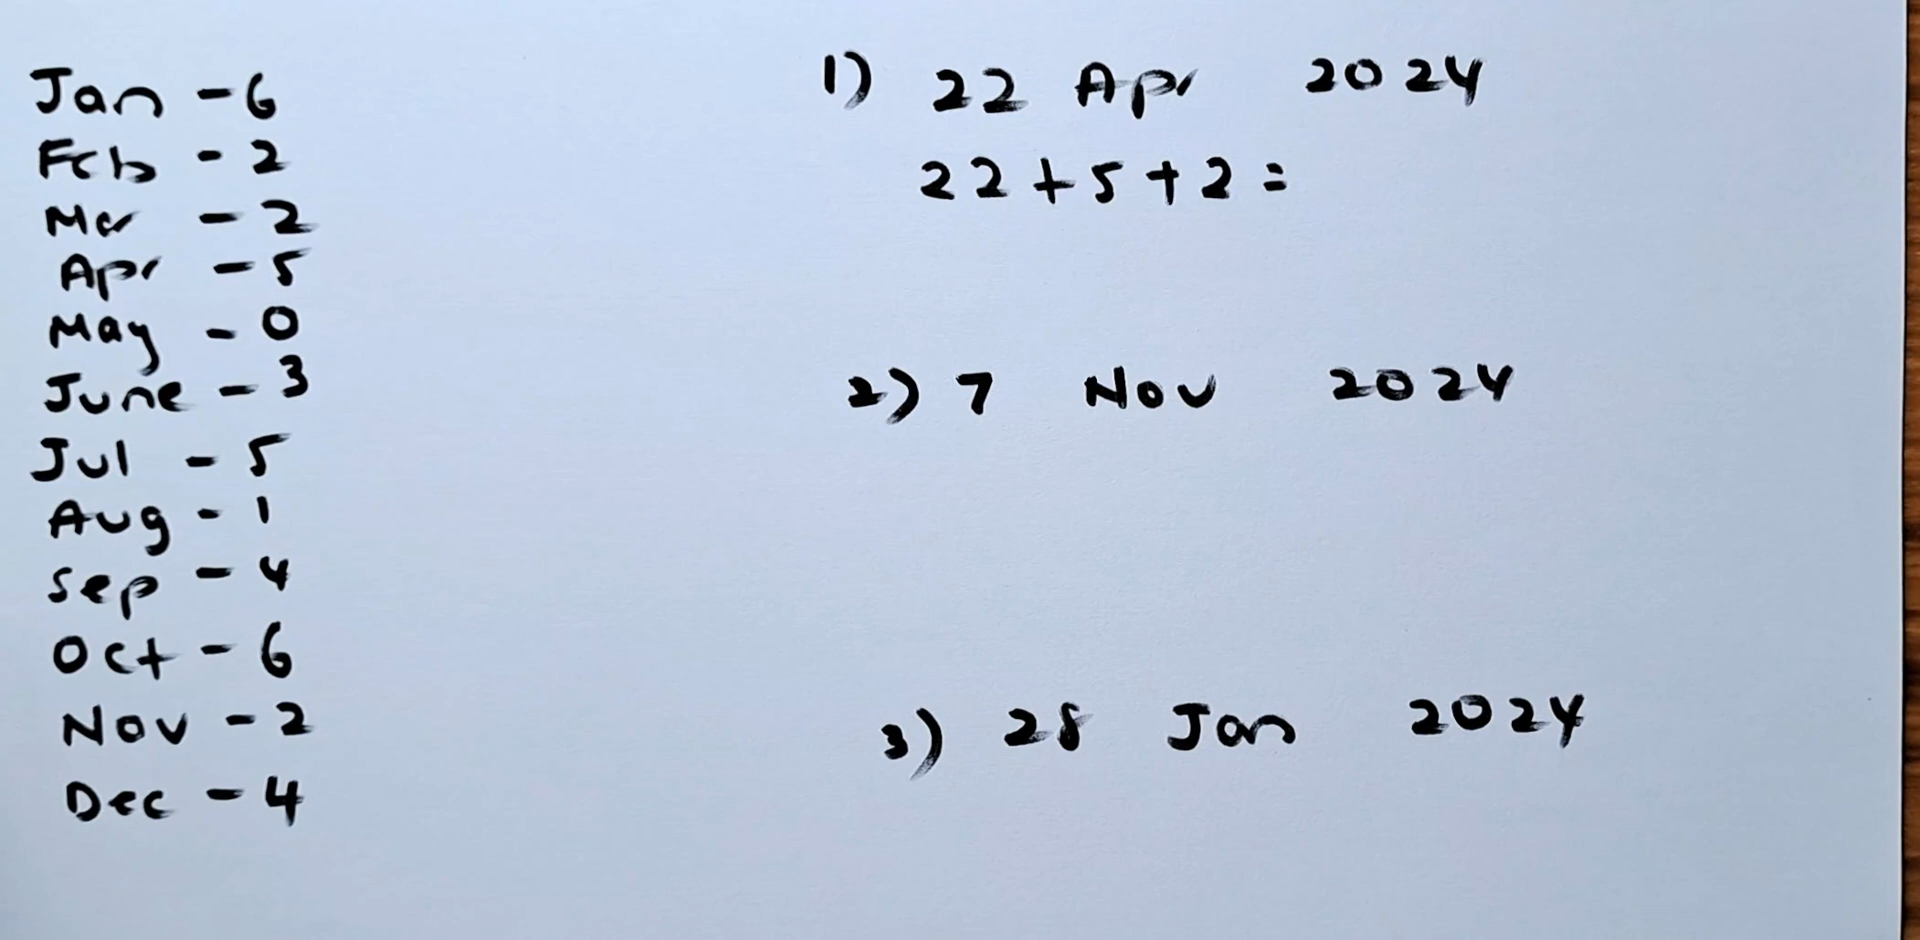 Jan - 6
Feb - 2
Mar - 2
Apr - 5
May - 0
June - 3
Jul - 5
Aug - 1
Sep - 4
Oct - 6
Nov - 2
Dec - 4
1) 22 Apr 2024
22 + 5 + 2 =
2) 7 Nov 2024
3) 28 Jan 2024